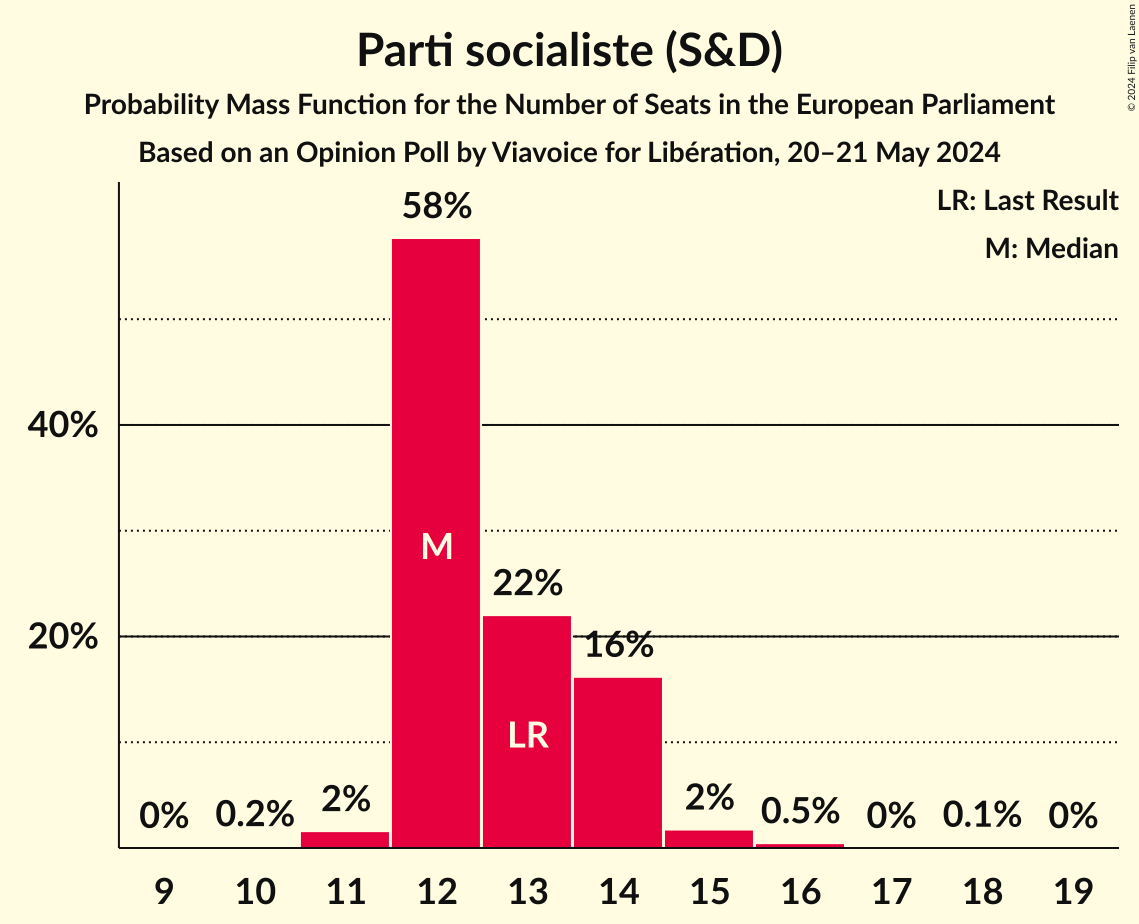 Parti socialiste (S&D)
Probability Mass Function for the Number of Seats in the European Parliament
Based on an Opinion Poll by Viavoice for Libération, 20–21 May 2024
© 2024 Filip van Laenen
LR: Last Result
M: Median
58%
40%
M
22%
20%
16%
LR
0%
0.2%
2%
2%
0.5%
0%
0.1%
0%
9 10 11 12 13 14 15 16 17 18 19